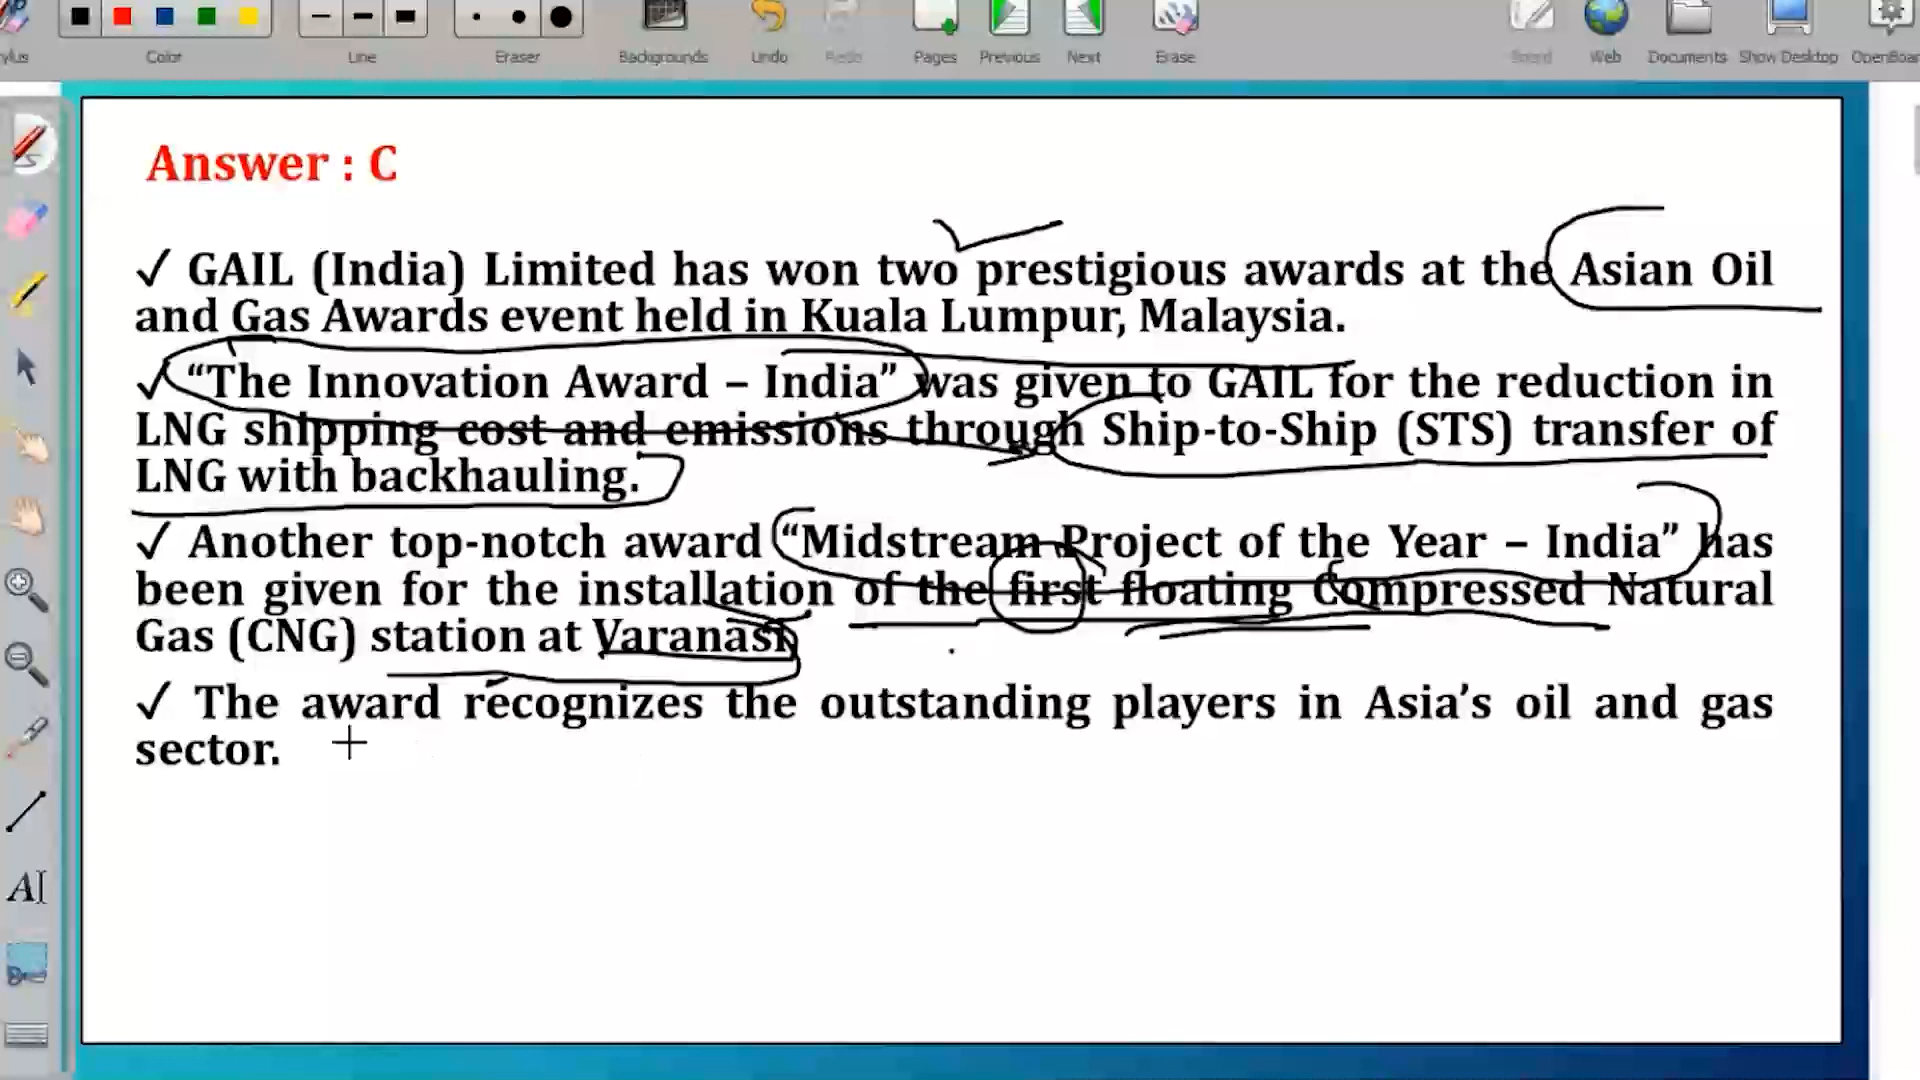 Color Line Eraser Backgrounds Undo Redo Pages Previous Next Erase Board Web Documents Show Desktop
Answer : C
✓ GAIL (India) Limited has won two prestigious awards at the Asian Oil
and Gas Awards event held in Kuala Lumpur, Malaysia.
✓ “The Innovation Award – India” was given to GAIL for the reduction in
LNG shipping cost and emissions through Ship-to-Ship (STS) transfer of
LNG with backhauling.
✓ Another top-notch award “Midstream Project of the Year – India” has
been given for the installation of the first floating Compressed Natural
Gas (CNG) station at Varanasi.
✓ The award recognizes the outstanding players in Asia’s oil and gas
sector.